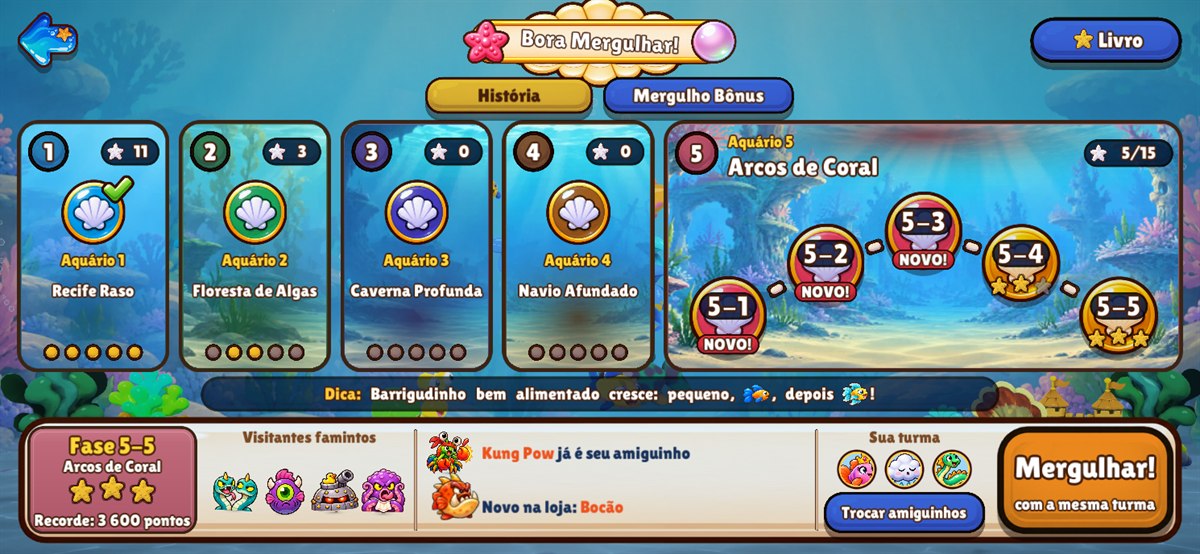 Bora Mergulhar!
Livro
História
Mergulho Bônus
1
11
Aquário 1
Recife Raso
2
3
Aquário 2
Floresta de Algas
3
0
Aquário 3
Caverna Profunda
4
0
Aquário 4
Navio Afundado
5
Aquário 5
Arcos de Coral
5/15
5-1
NOVO!
5-2
NOVO!
5-3
NOVO!
5-4
5-5
Dica: Barrigudinho bem alimentado cresce: pequeno, , depois !
Fase 5-5
Arcos de Coral
Recorde: 3 600 pontos
Visitantes famintos
Kung Pow já é seu amiguinho
Novo na loja: Bocão
Sua turma
Trocar amiguinhos
Mergulhar!
com a mesma turma